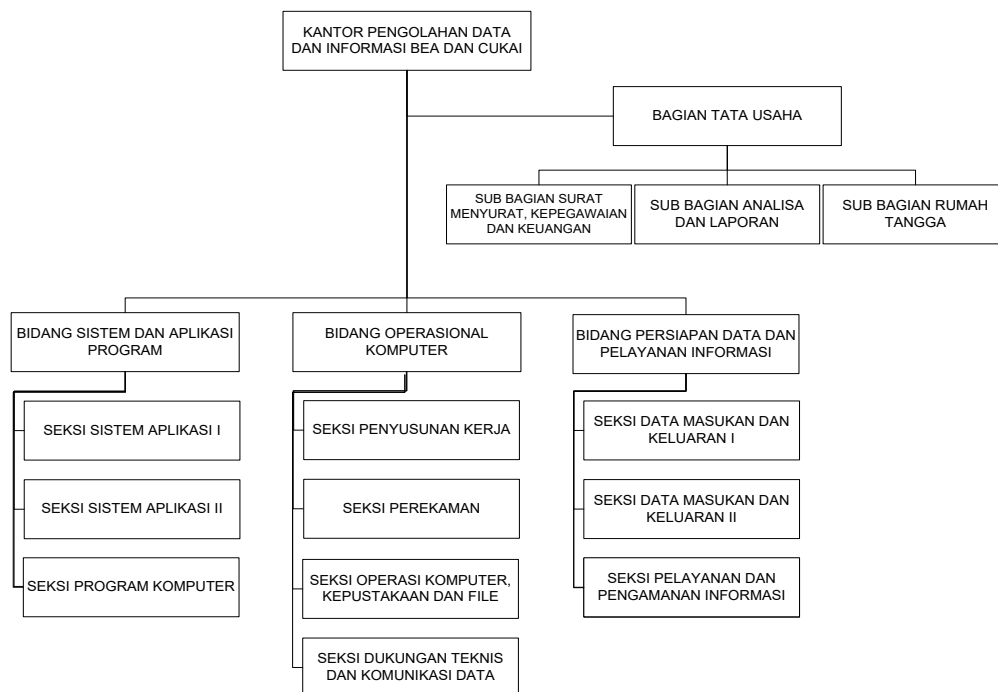 KANTOR PENGOLAHAN DATA
DAN INFORMASI BEA DAN CUKAI
BAGIAN TATA USAHA
SUB BAGIAN SURAT
MENYURAT, KEPEGAWAIAN
DAN KEUANGAN
SUB BAGIAN ANALISA
DAN LAPORAN
SUB BAGIAN RUMAH
TANGGA
BIDANG SISTEM DAN APLIKASI
PROGRAM
SEKSI SISTEM APLIKASI I
SEKSI SISTEM APLIKASI II
SEKSI PROGRAM KOMPUTER
BIDANG OPERASIONAL
KOMPUTER
SEKSI PENYUSUNAN KERJA
SEKSI PEREKAMAN
SEKSI OPERASI KOMPUTER,
KEPUSTAKAAN DAN FILE
SEKSI DUKUNGAN TEKNIS
DAN KOMUNIKASI DATA
BIDANG PERSIAPAN DATA DAN
PELAYANAN INFORMASI
SEKSI DATA MASUKAN DAN
KELUARAN I
SEKSI DATA MASUKAN DAN
KELUARAN II
SEKSI PELAYANAN DAN
PENGAMANAN INFORMASI